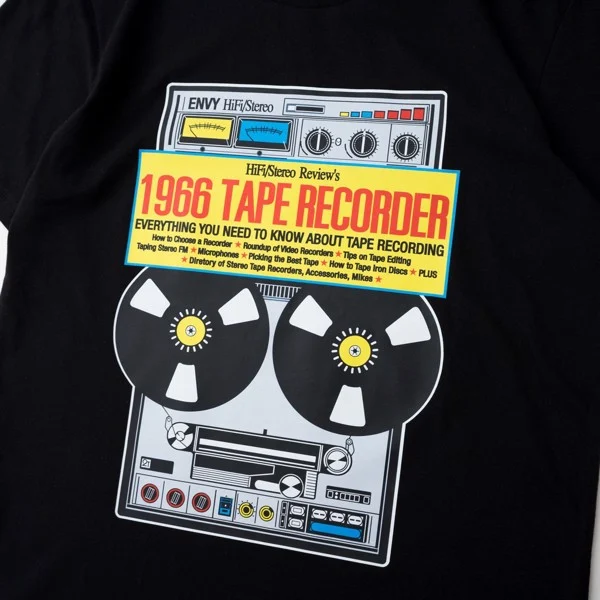 ENVY HiFi/Stereo
HiFi/Stereo Review's
1966 TAPE RECORDER
EVERYTHING YOU NEED TO KNOW ABOUT TAPE RECORDING
How to Choose a Recorder ★ Roundup of Video Recorders ★ Tips on Tape Editing
Taping Stereo FM ★ Microphones ★ Picking the Best Tape ★ How to Tape Iron Discs ★ PLUS
★ Diretory of Stereo Tape Recorders, Accessories, Mikes ★